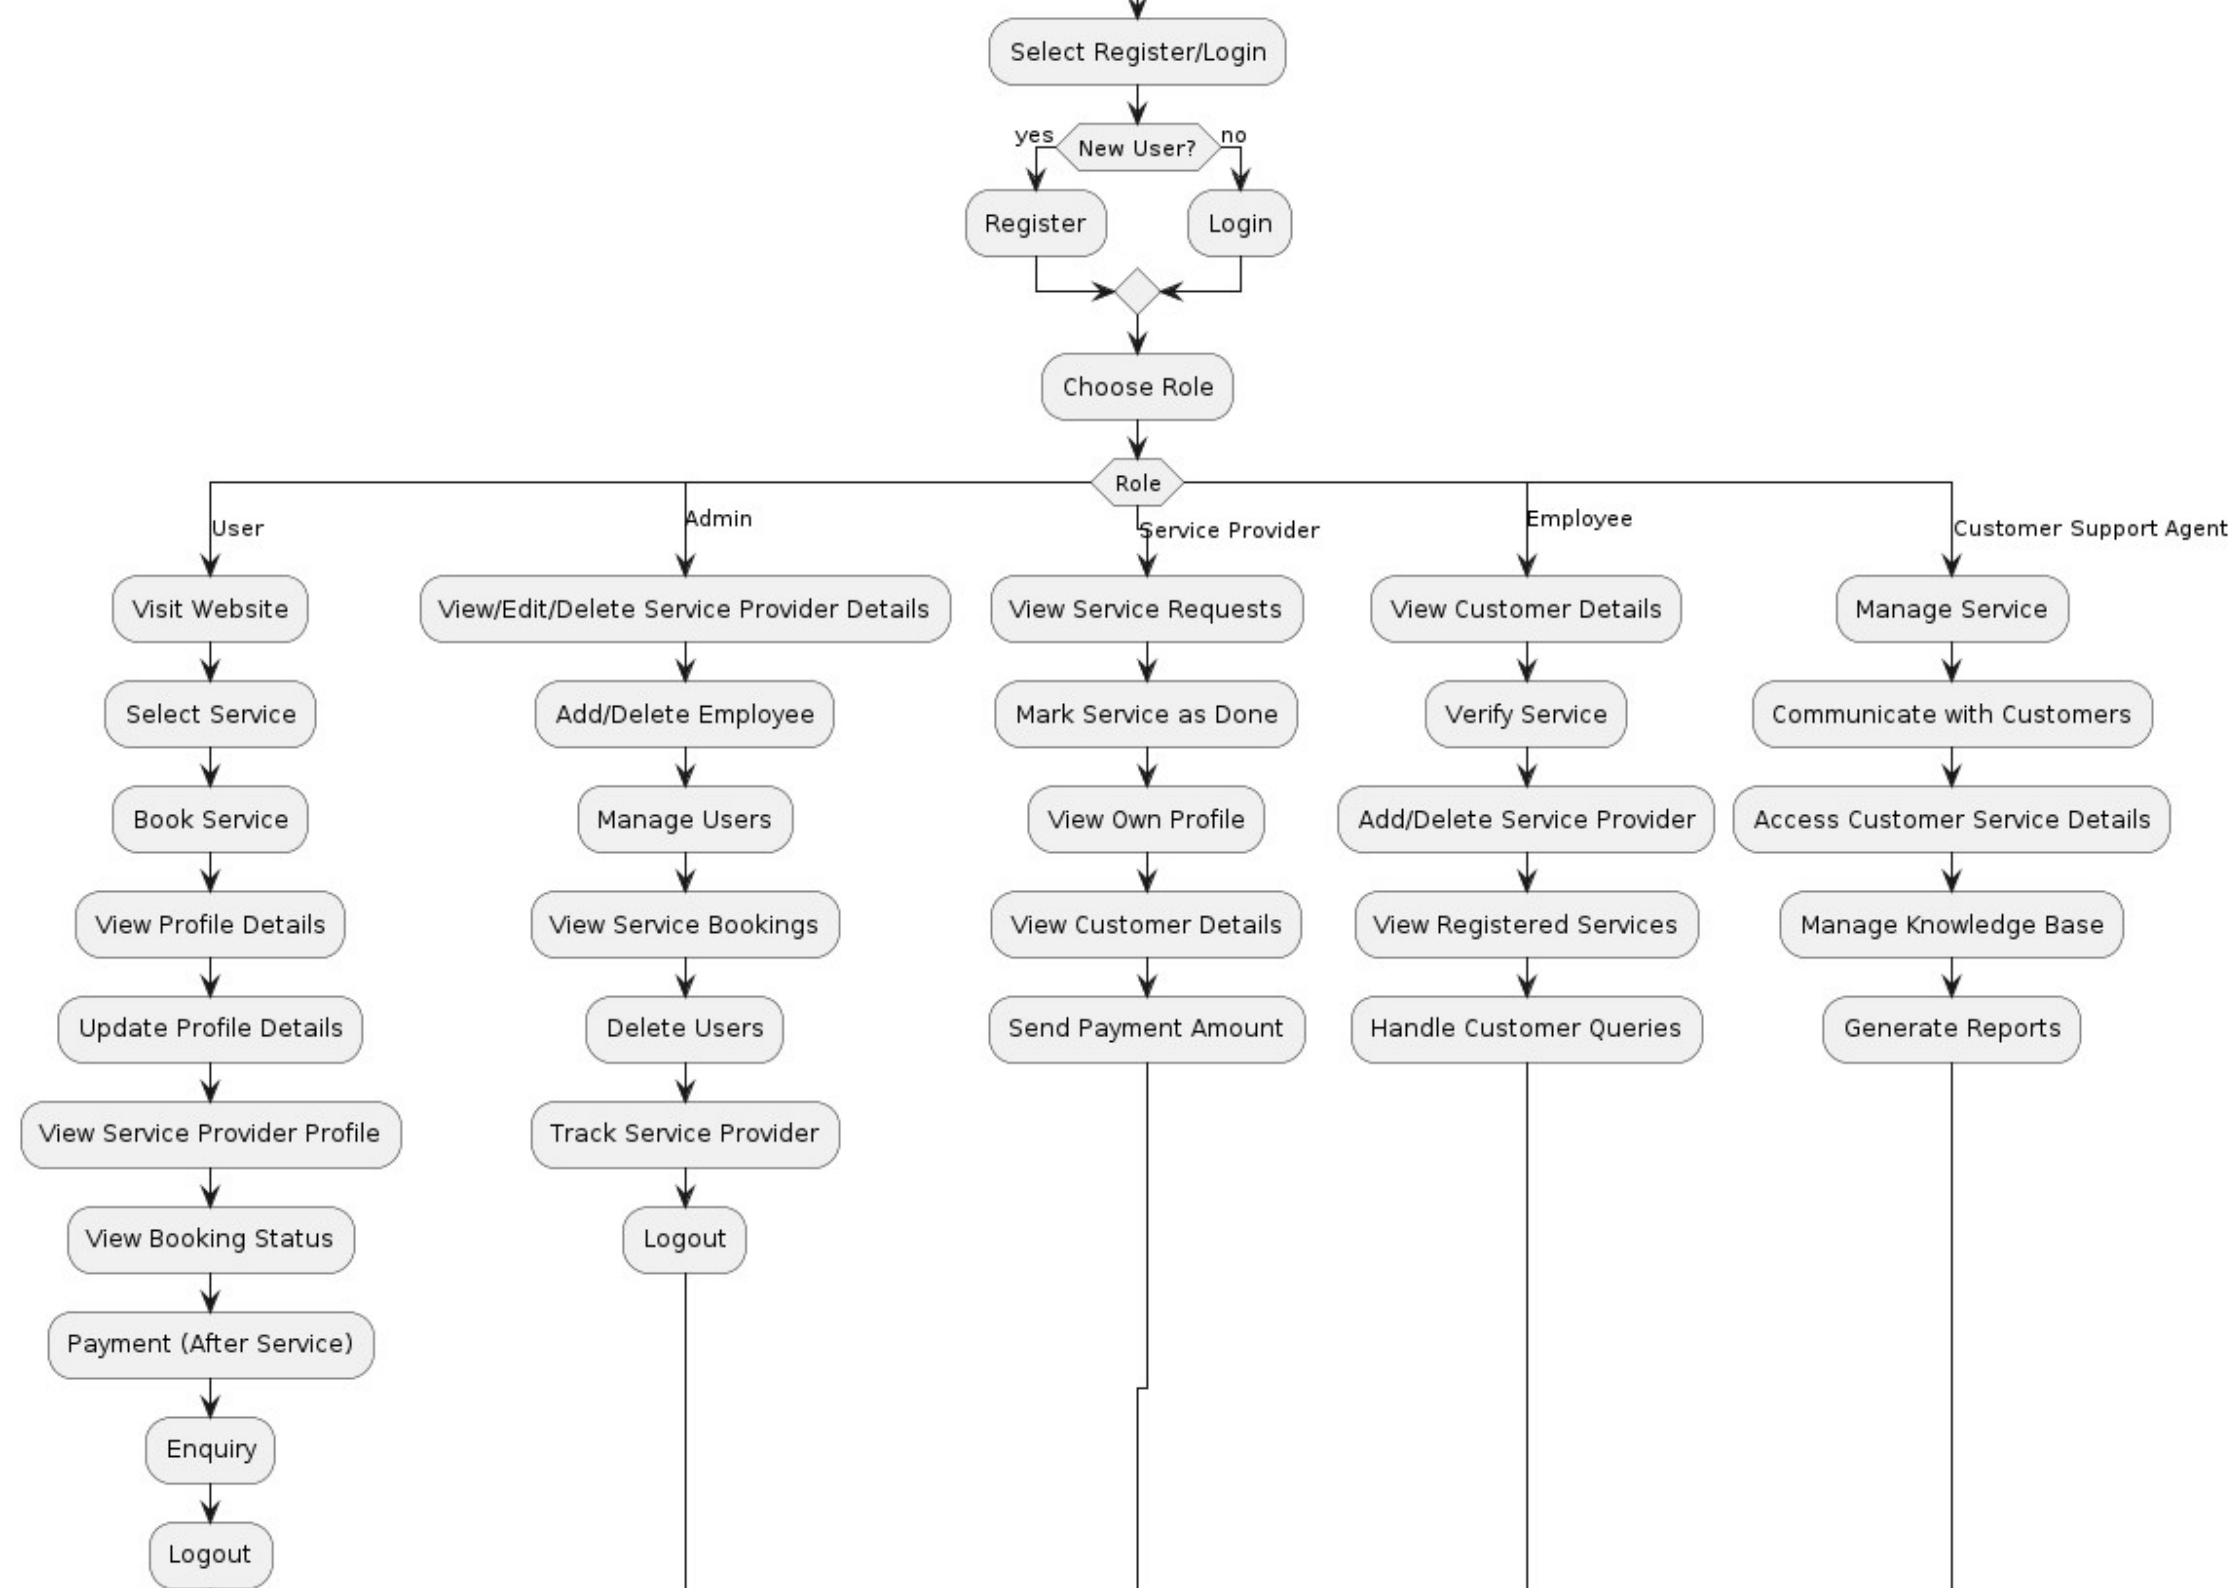 Select Register/Login
yes
New User?
no
Register
Login
Choose Role
Role
User
Admin
Service Provider
Employee
Customer Support Agent
Visit Website
View/Edit/Delete Service Provider Details
View Service Requests
View Customer Details
Manage Service
Select Service
Add/Delete Employee
Mark Service as Done
Verify Service
Communicate with Customers
Book Service
Manage Users
View Own Profile
Add/Delete Service Provider
Access Customer Service Details
View Profile Details
View Service Bookings
View Customer Details
View Registered Services
Manage Knowledge Base
Update Profile Details
Delete Users
Send Payment Amount
Handle Customer Queries
Generate Reports
View Service Provider Profile
Track Service Provider
View Booking Status
Logout
Payment (After Service)
Enquiry
Logout